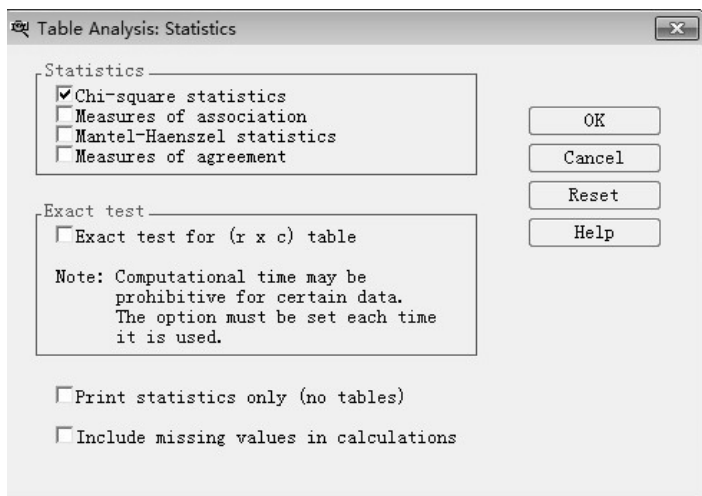 Table Analysis: Statistics
Statistics
Chi-square statistics
Measures of association
Mantel-Haenszel statistics
Measures of agreement
OK
Cancel
Reset
Help
Exact test
Exact test for (r x c) table
Note: Computational time may be
prohibitive for certain data.
The option must be set each time
it is used.
Print statistics only (no tables)
Include missing values in calculations